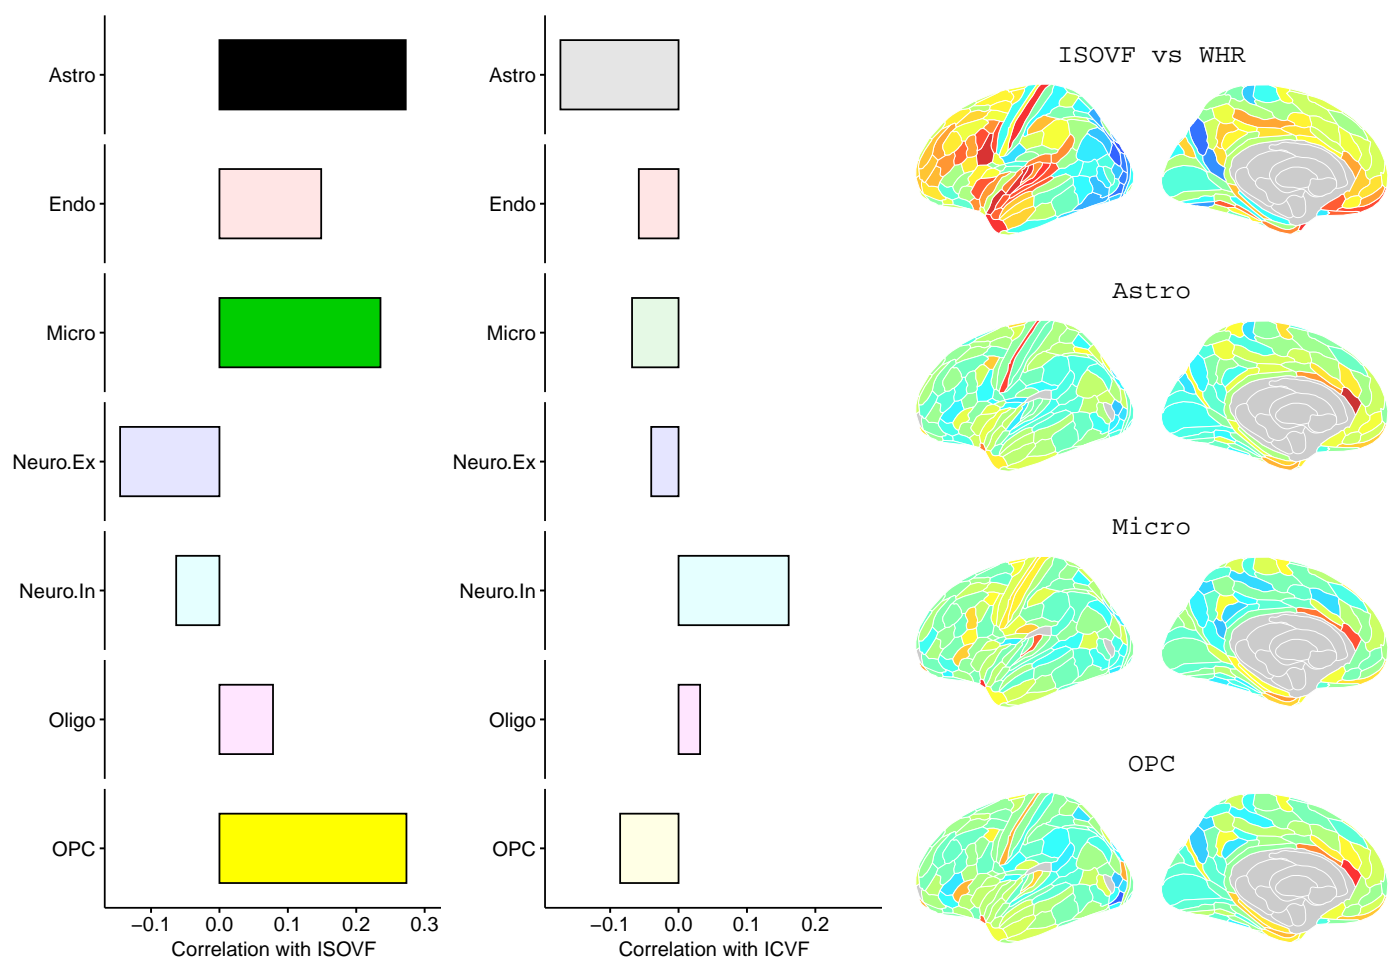 Astro
Endo
Micro
Neuro.Ex
Neuro.In
Oligo
OPC
−0.1 0.0 0.1 0.2 0.3
Correlation with ISOVF
Astro
Endo
Micro
Neuro.Ex
Neuro.In
Oligo
OPC
−0.1 0.0 0.1 0.2
Correlation with ICVF
ISOVF vs WHR
Astro
Micro
OPC